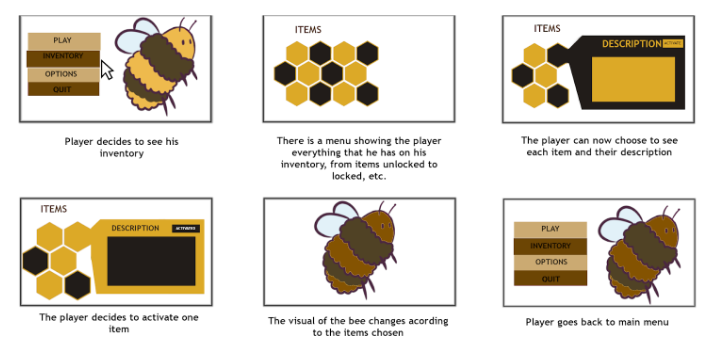 PLAY
INVENTORY
OPTIONS
QUIT
Player decides to see his
inventory
ITEMS
There is a menu showing the player
everything that he has on his
inventory, from items unlocked to
locked, etc.
ITEMS
DESCRIPTION ACTIVATE
The player can now choose to see
each item and their description
ITEMS
DESCRIPTION ACTIVATE
The player decides to activate one
item
The visual of the bee changes acording
to the items chosen
PLAY
INVENTORY
OPTIONS
QUIT
Player goes back to main menu